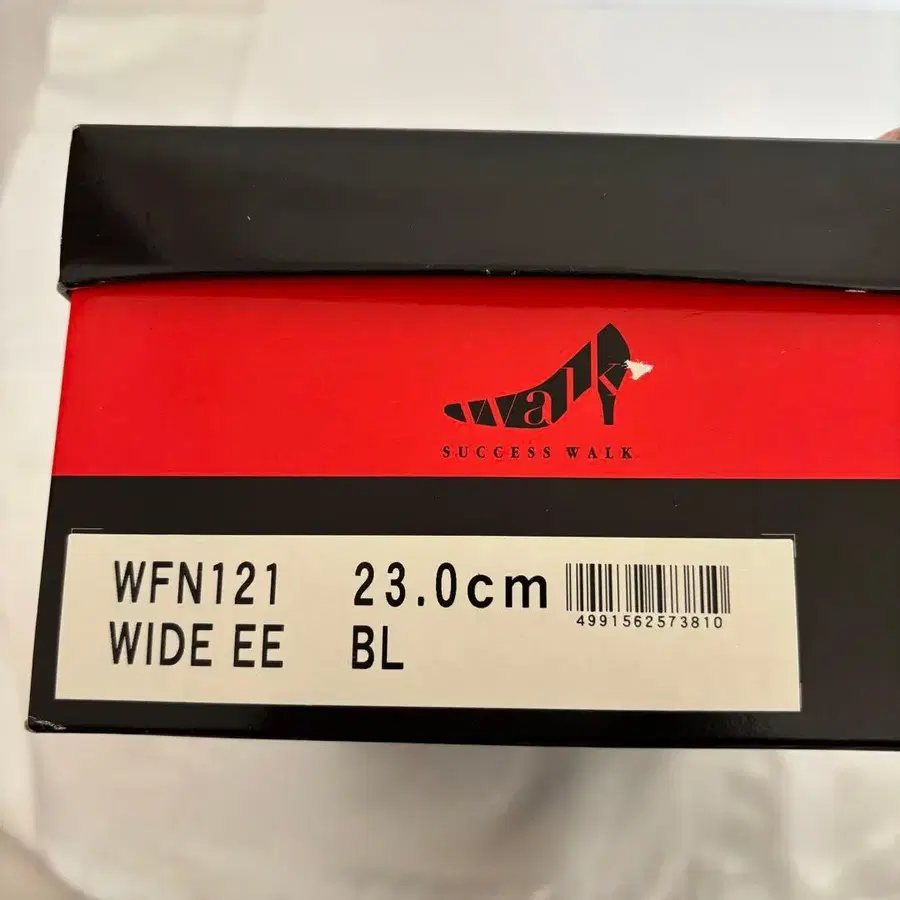 walk
SUCCESS WALK
WFN121 23.0cm
4991562573810
WIDE EE BL